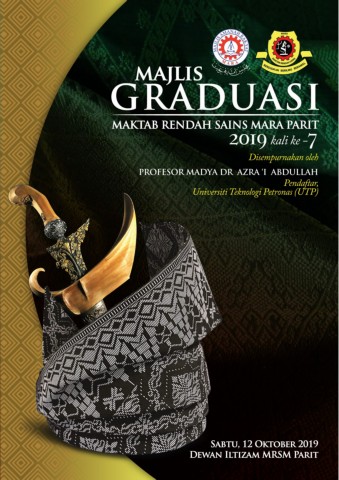 MAJLIS
GRADUASI
MAKTAB RENDAH SAINS MARA PARIT
2019 kali ke -7
Disempurnakan oleh
PROFESOR MADYA DR AZRA 'I ABDULLAH
Pendaftar,
Universiti Teknologi Petronas (UTP)
SABTU, 12 OKTOBER 2019
DEWAN ILTIZAM MRSM PARIT